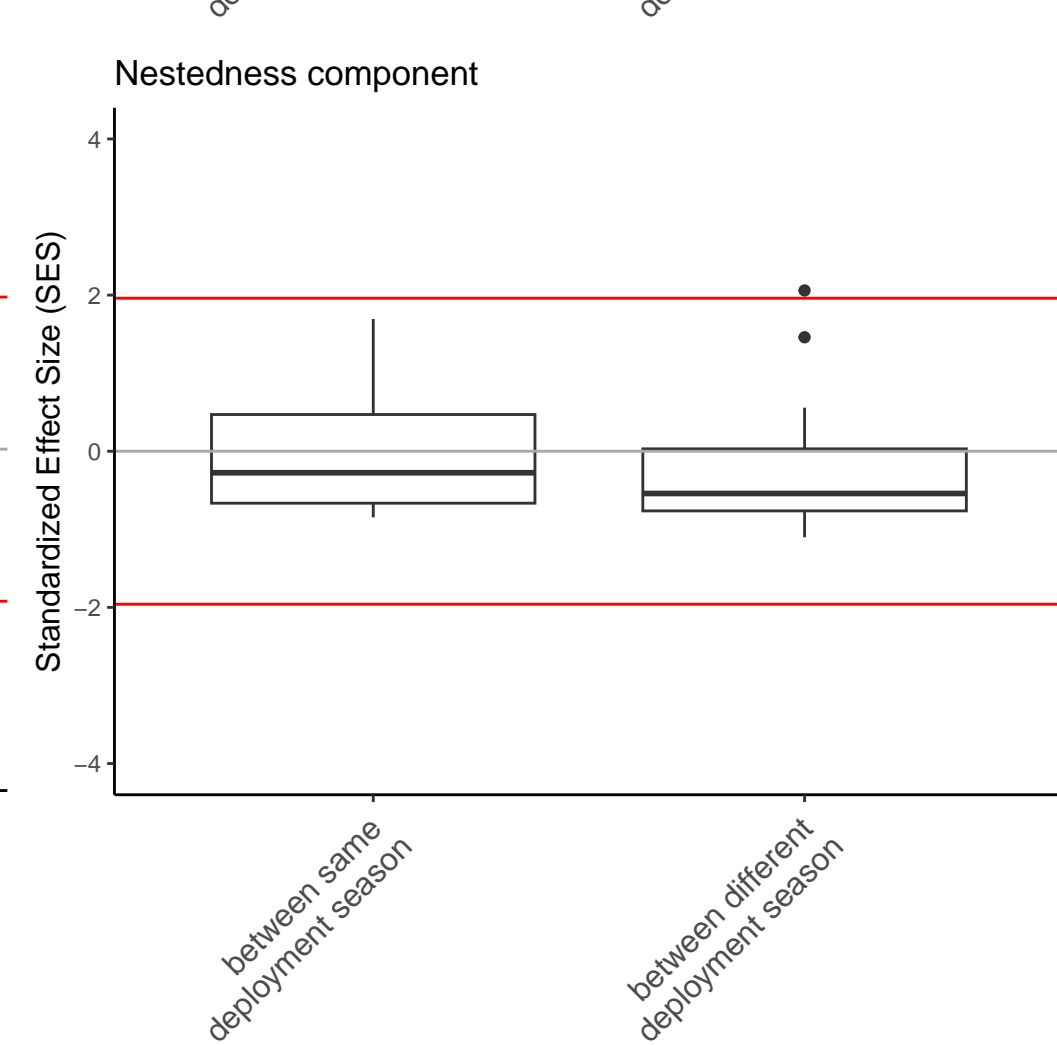 Nestedness component
Standardized Effect Size (SES)
4
2
0
−2
−4
between same
deployment season
between different
deployment season